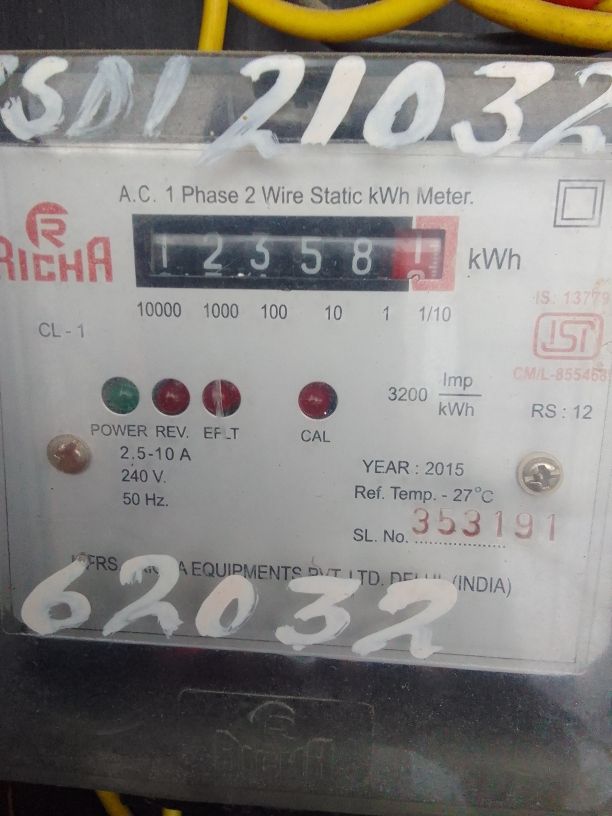 SDI 21032
A.C. 1 Phase 2 Wire Static kWh Meter.
RICHA
1 2 3 5 8 1 kWh
10000 1000 100 10 1 1/10
IS. 13779
ISI
CM/L-855468
CL - 1
3200 Imp/kWh
RS : 12
POWER REV. CAL
2.5-10 A
240 V.
50 Hz.
YEAR : 2015
Ref. Temp. - 27°C
SL. No. 353191
EQUIPMENTS PVT. LTD. DELHI, (INDIA)
62032
RICHA